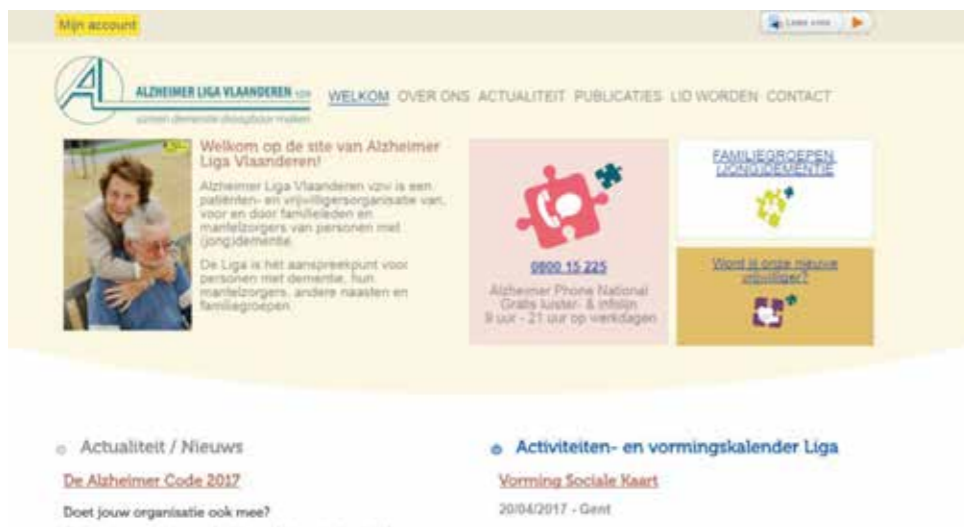 Mijn account
Lees voor
ALZHEIMER LIGA VLAANDEREN vzw
samen dementie draagbaar maken
WELKOM OVER ONS ACTUALITEIT PUBLICATIES LID WORDEN CONTACT
Welkom op de site van Alzheimer
Liga Vlaanderen!
Alzheimer Liga Vlaanderen vzw is een
patiënten- en vrijwilligersorganisatie van,
voor en door familieleden en
mantelzorgers van personen met
(jong)dementie.
De Liga is hét aanspreekpunt voor
personen met dementie, hun
mantelzorgers, andere naasten en
familiegroepen.
0800 15 225
Alzheimer Phone National
Gratis luister- & infolijn
9 uur - 21 uur op werkdagen
FAMILIEGROEPEN
(JONG)DEMENTIE
Word jij onze nieuwe
vrijwilliger?
Actualiteit / Nieuws
De Alzheimer Code 2017
Doet jouw organisatie ook mee?
Activiteiten- en vormingskalender Liga
Vorming Sociale Kaart
20/04/2017 - Gent